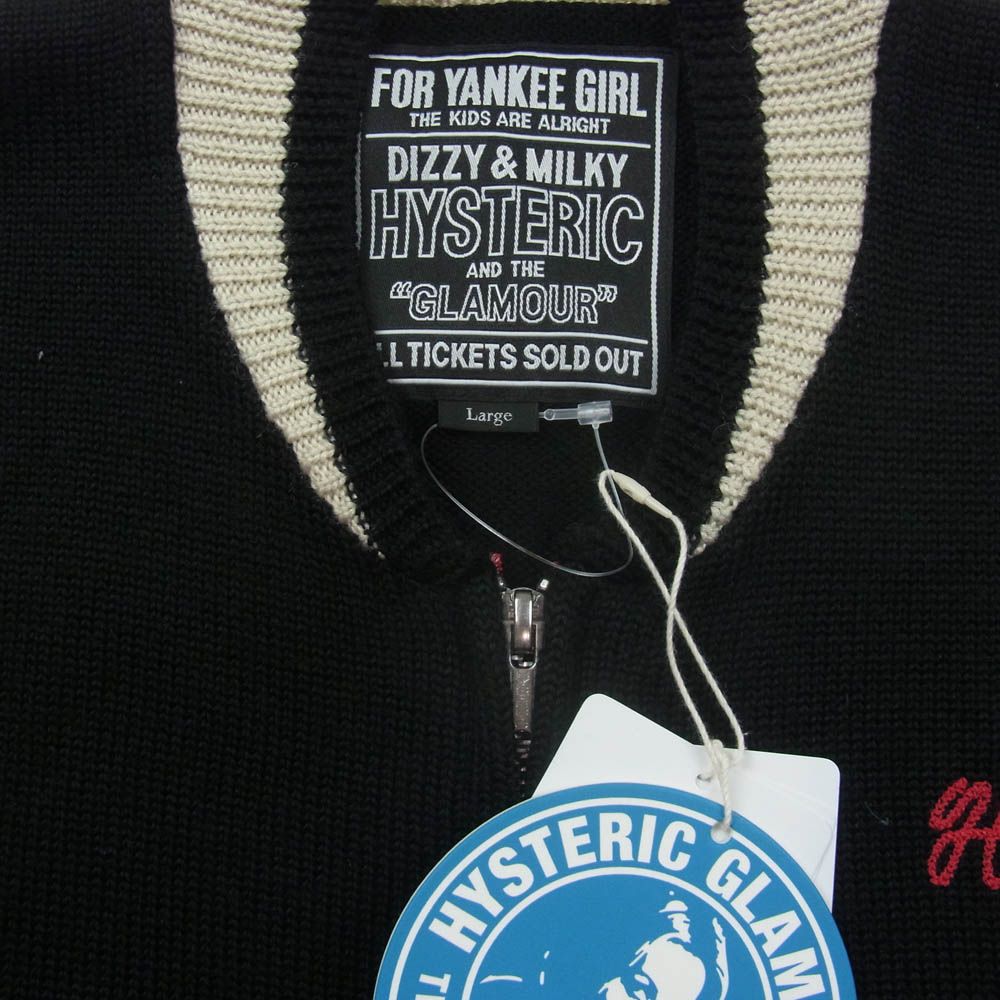 FOR YANKEE GIRL
THE KIDS ARE ALRIGHT
DIZZY & MILKY
HYSTERIC
AND THE
"GLAMOUR"
LL TICKETS SOLD OUT
Large
HYSTERIC GLAM